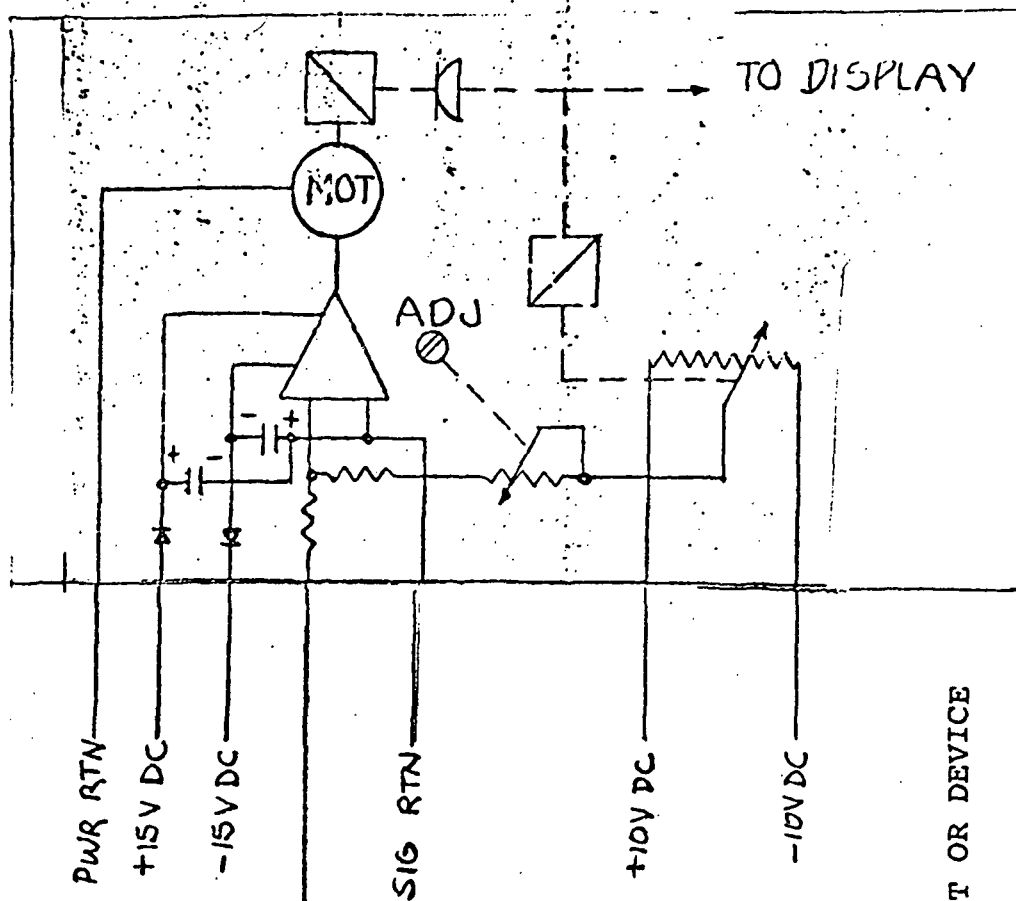 TO DISPLAY
MOT
ADJ
- +
+ -
PWR RTN
+15V DC
-15V DC
SIG RTN
+10V DC
-10V DC
T OR DEVICE